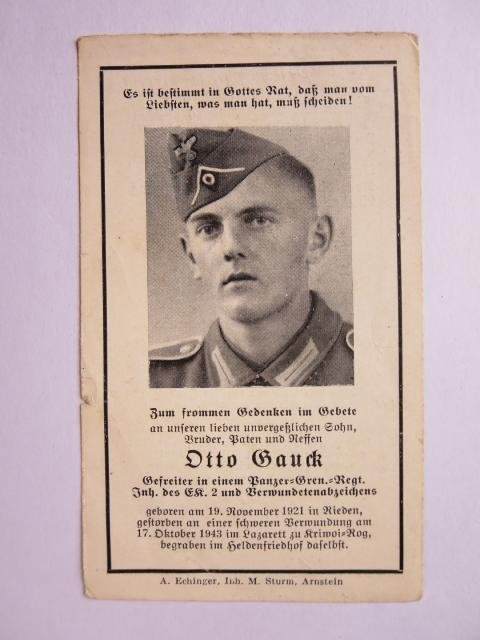 Es ist bestimmt in Gottes Rat, daß man vom
Liebsten, was man hat, muß scheiden!
Zum frommen Gedenken im Gebete
an unseren lieben unvergeßlichen Sohn,
Bruder, Paten und Neffen
Otto Gauck
Gefreiter in einem Panzer-Gren.-Regt.
Inh. des EK. 2 und Verwundetenabzeichens
geboren am 19. November 1921 in Rieden,
gestorben an einer schweren Verwundung am
17. Oktober 1943 im Lazarett zu Kriwoi-Rog,
begraben im Heldenfriedhof daselbst.
A. Echinger, Inh. M. Sturm, Arnstein